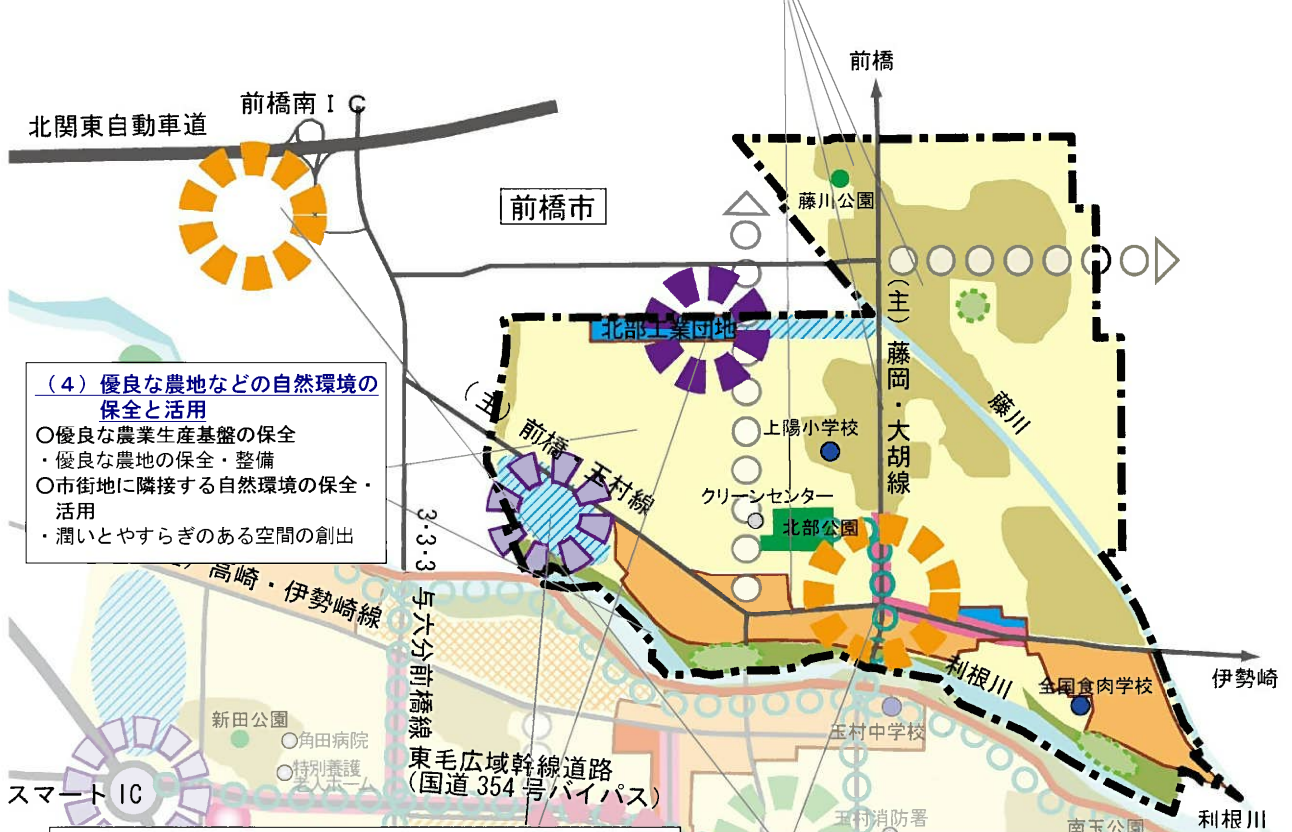 前橋
前橋南ＩＣ
北関東自動車道
前橋市
藤川公園
(主)藤岡・大胡線
北部工業団地
(４) 優良な農地などの自然環境の
保全と活用
○優良な農業生産基盤の保全
・優良な農地の保全・整備
○市街地に隣接する自然環境の保全・
活用
・潤いとやすらぎのある空間の創出
(主) 前橋・玉村線
藤川
上陽小学校
クリーンセンター
北部公園
3・3・3 与六分前橋線
高崎・伊勢崎線
利根川
全国食肉学校
伊勢崎
新田公園
角田病院
特別養護
老人ホーム
玉村中学校
東毛広域幹線道路
(国道354号バイパス)
スマートIC
玉村消防署
南玉公園
利根川